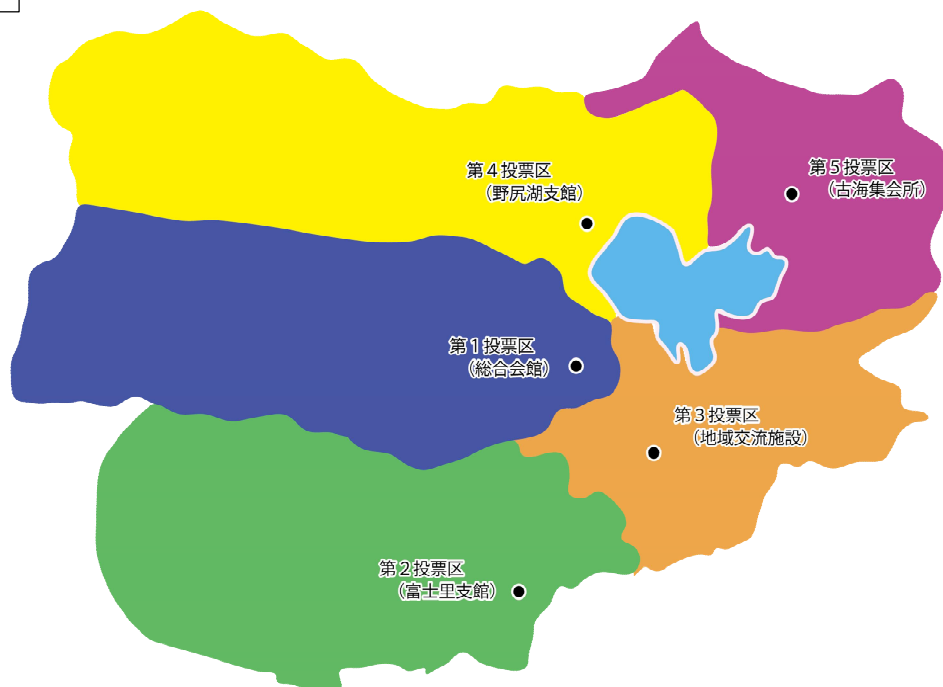 第４投票区
（野尻湖支館）
第５投票区
（古海集会所）
第１投票区
（総合会館）
第３投票区
（地域交流施設）
第２投票区
（富士里支館）